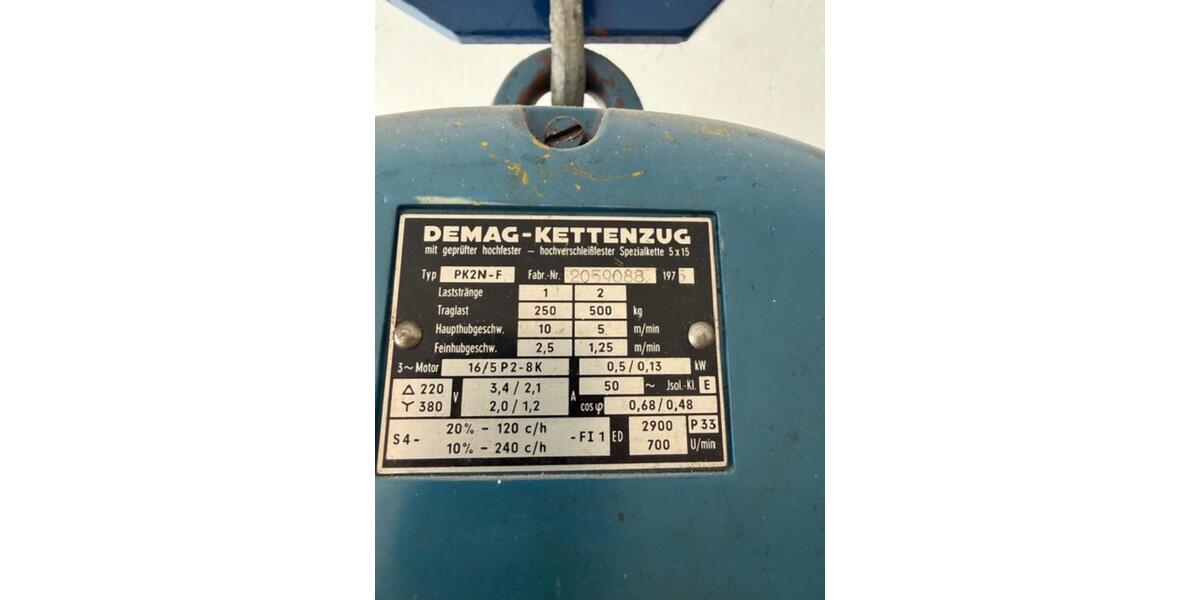 DEMAG-KETTENZUG
mit geprüfter hochfester – hochverschleißfester Spezialkette 5x15
Typ PK2N-F Fabr.-Nr. 2059088 197
Laststränge 1 2
Traglast 250 500 kg
Haupthubgeschw. 10 5 m/min
Feinhubgeschw. 2,5 1,25 m/min
3~Motor 16/5 P2-8K 0,5/0,13 kW
△ 220 V 3,4/2,1 A 50 ~ Jsol.-Kl. E
Y 380 2,0/1,2 cos φ 0,68/0,48
S4- 20% - 120 c/h -FI1 ED 2900 P33
10% - 240 c/h 700 U/min